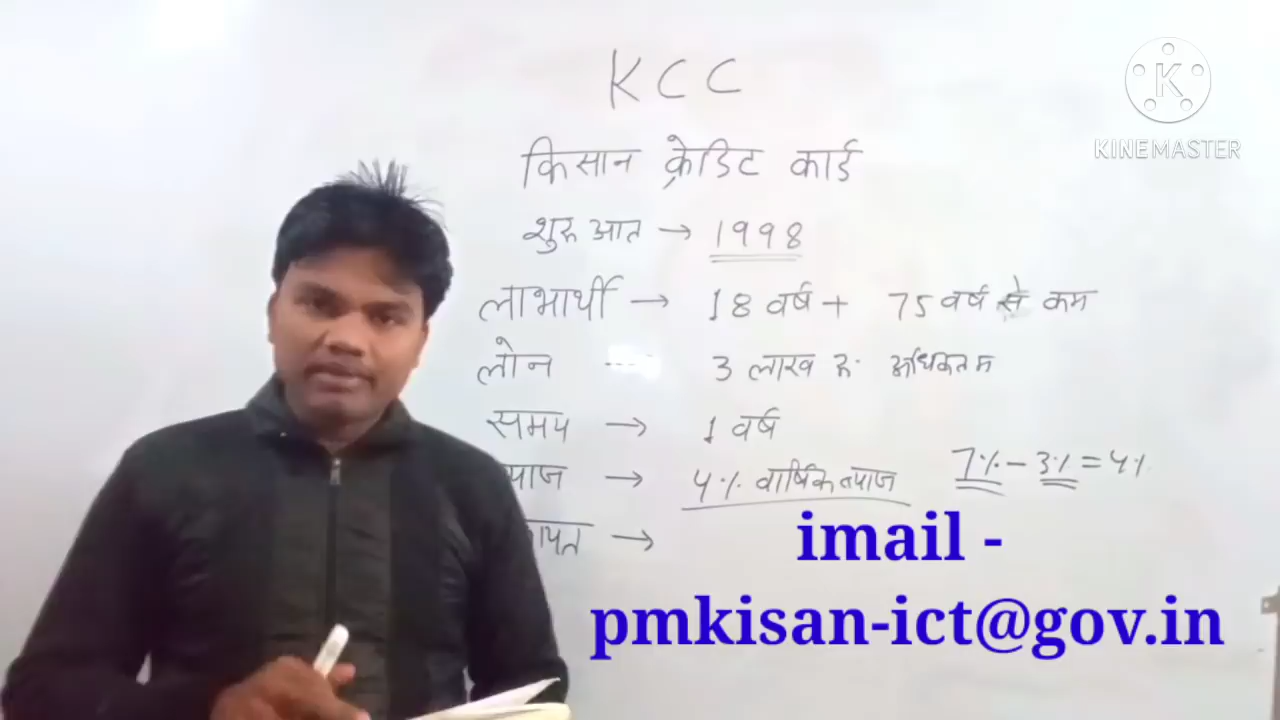 KCC
किसान क्रेडिट कार्ड
शुरुआत → 1998
लाभार्थी → 18 वर्ष + 75 वर्ष से कम
लोन ---- 3 लाख रु. अधिकतम
समय → 1 वर्ष
याज → 4% वार्षिक ब्याज 7% - 3% = 4%
→
imail -
pmkisan-ict@gov.in
K
KINEMASTER